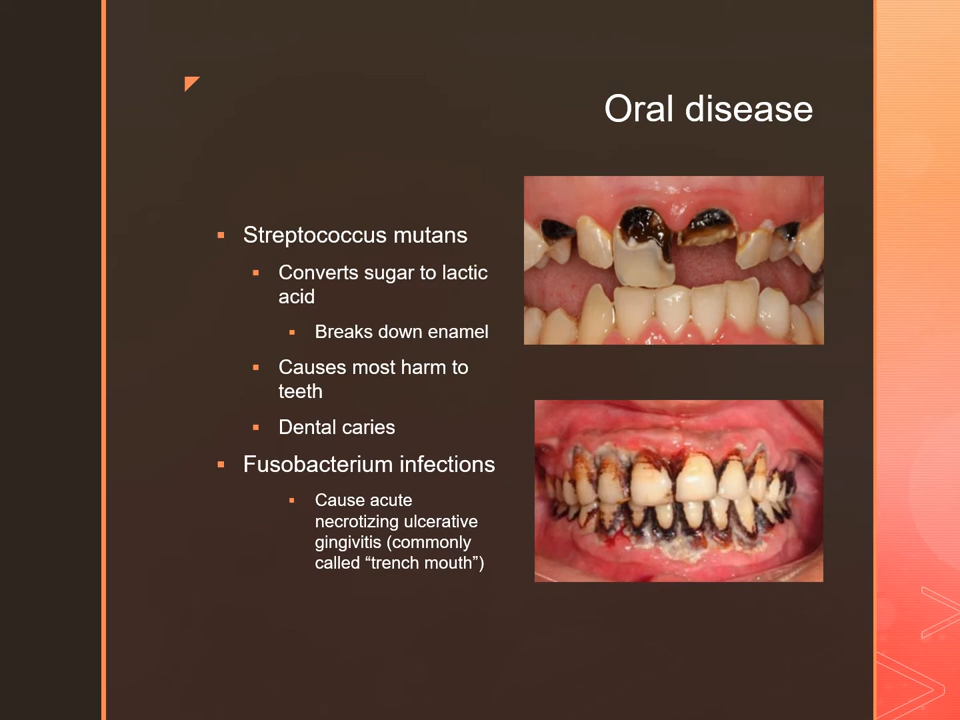 Oral disease
Streptococcus mutans
Converts sugar to lactic
acid
Breaks down enamel
Causes most harm to
teeth
Dental caries
Fusobacterium infections
Cause acute
necrotizing ulcerative
gingivitis (commonly
called “trench mouth”)